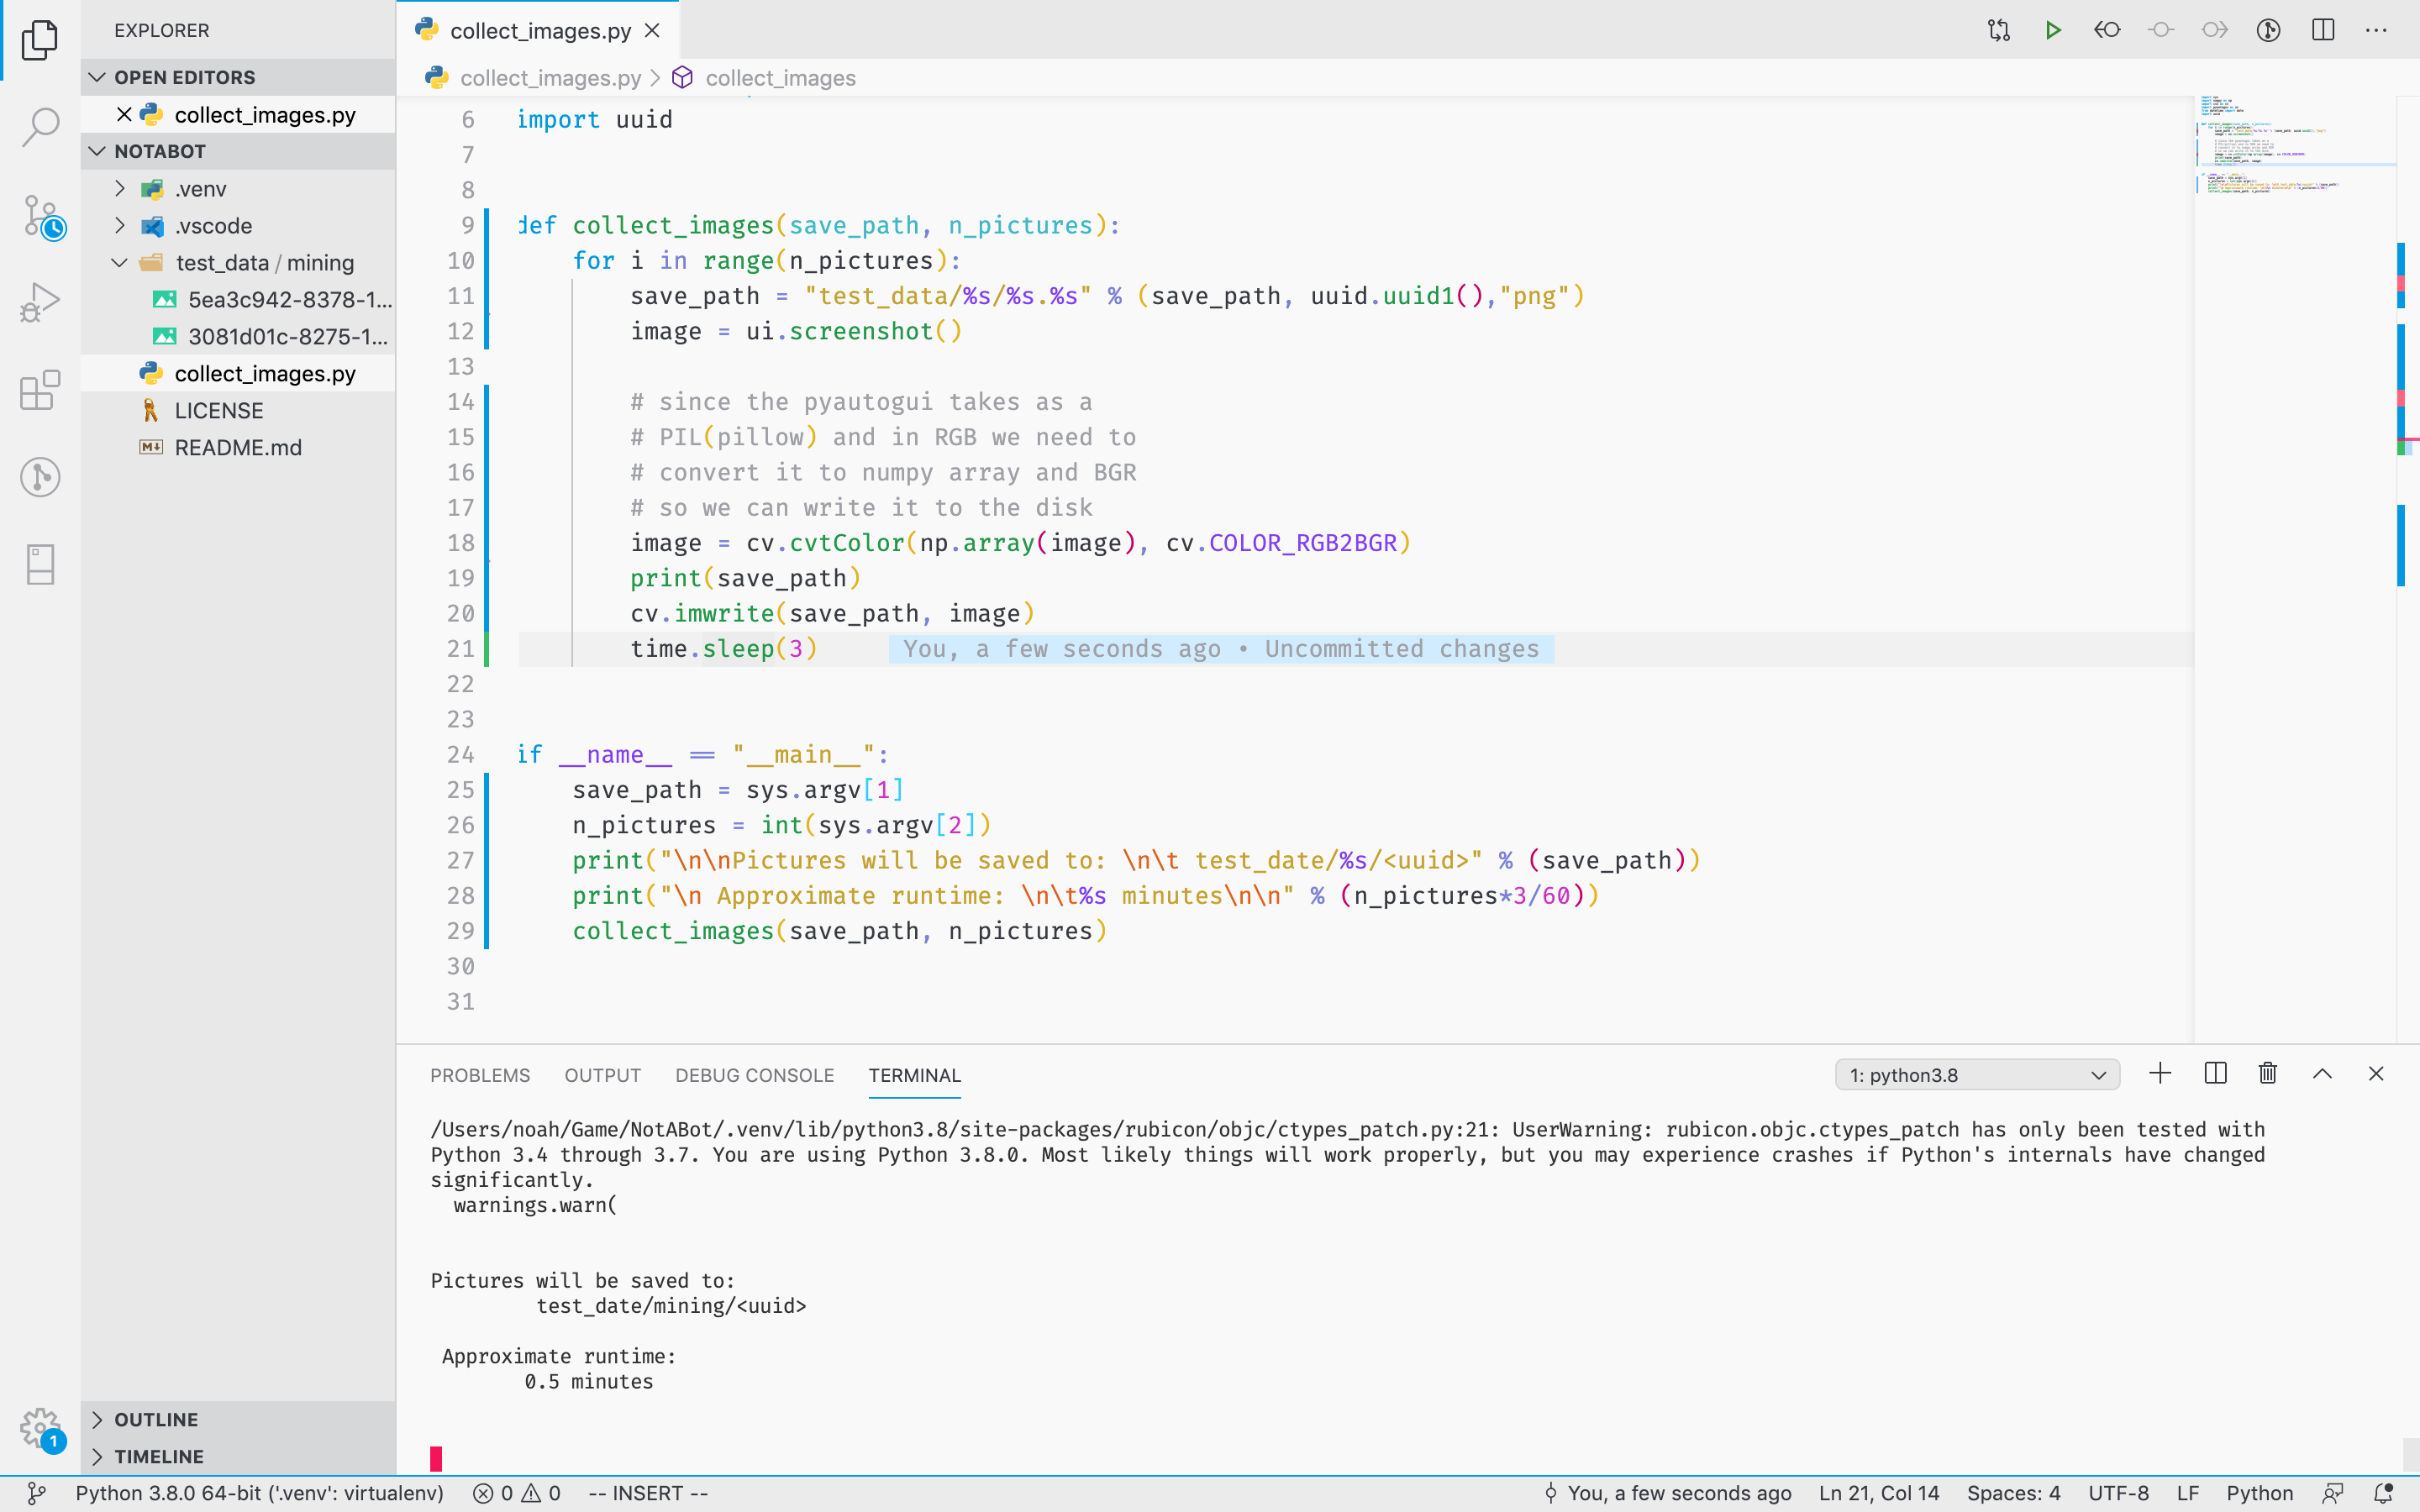 EXPLORER
OPEN EDITORS
collect_images.py
NOTABOT
.venv
.vscode
test_data / mining
5ea3c942-8378-1...
3081d01c-8275-1...
collect_images.py
LICENSE
README.md
OUTLINE
TIMELINE
1
collect_images.py
collect_images.py > collect_images
6 import uuid
7
8
9 def collect_images(save_path, n_pictures):
10 for i in range(n_pictures):
11 save_path = "test_data/%s/%s.%s" % (save_path, uuid.uuid1(),"png")
12 image = ui.screenshot()
13
14 # since the pyautogui takes as a
15 # PIL(pillow) and in RGB we need to
16 # convert it to numpy array and BGR
17 # so we can write it to the disk
18 image = cv.cvtColor(np.array(image), cv.COLOR_RGB2BGR)
19 print(save_path)
20 cv.imwrite(save_path, image)
21 time.sleep(3) You, a few seconds ago • Uncommitted changes
22
23
24 if __name__ == "__main__":
25 save_path = sys.argv[1]
26 n_pictures = int(sys.argv[2])
27 print("\n\nPictures will be saved to: \n\t test_date/%s/<uuid>" % (save_path))
28 print("\n Approximate runtime: \n\t%s minutes\n\n" % (n_pictures*3/60))
29 collect_images(save_path, n_pictures)
30
31
PROBLEMS OUTPUT DEBUG CONSOLE TERMINAL 1: python3.8
/Users/noah/Game/NotABot/.venv/lib/python3.8/site-packages/rubicon/objc/ctypes_patch.py:21: UserWarning: rubicon.objc.ctypes_patch has only been tested with
Python 3.4 through 3.7. You are using Python 3.8.0. Most likely things will work properly, but you may experience crashes if Python's internals have changed
significantly.
warnings.warn(
Pictures will be saved to:
test_date/mining/<uuid>
Approximate runtime:
0.5 minutes
Python 3.8.0 64-bit ('.venv': virtualenv) 0 0 -- INSERT -- You, a few seconds ago Ln 21, Col 14 Spaces: 4 UTF-8 LF Python